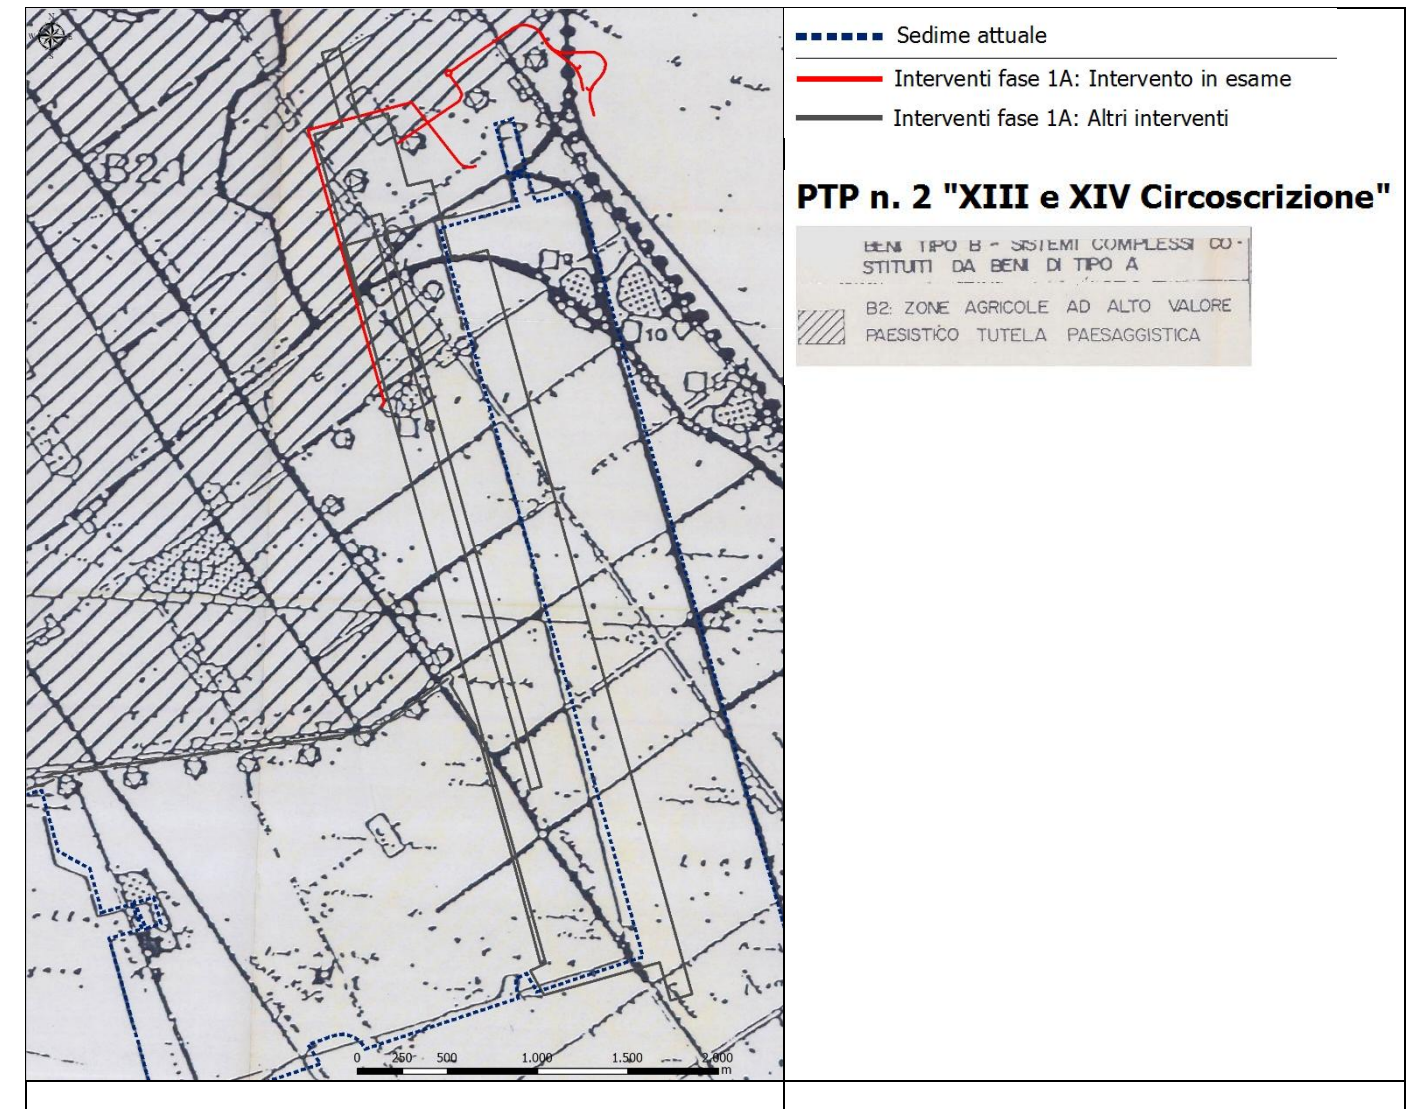 N
W
E
S
B2A
10
8
0
250
500
1.000
1.500
2.000
m
Sedime attuale
Interventi fase 1A: Intervento in esame
Interventi fase 1A: Altri interventi
PTP n. 2 "XIII e XIV Circoscrizione"
BENI TIPO B - SISTEMI COMPLESSI CO-
STITUITI DA BENI DI TIPO A
B2: ZONE AGRICOLE AD ALTO VALORE
PAESISTICO TUTELA PAESAGGISTICA